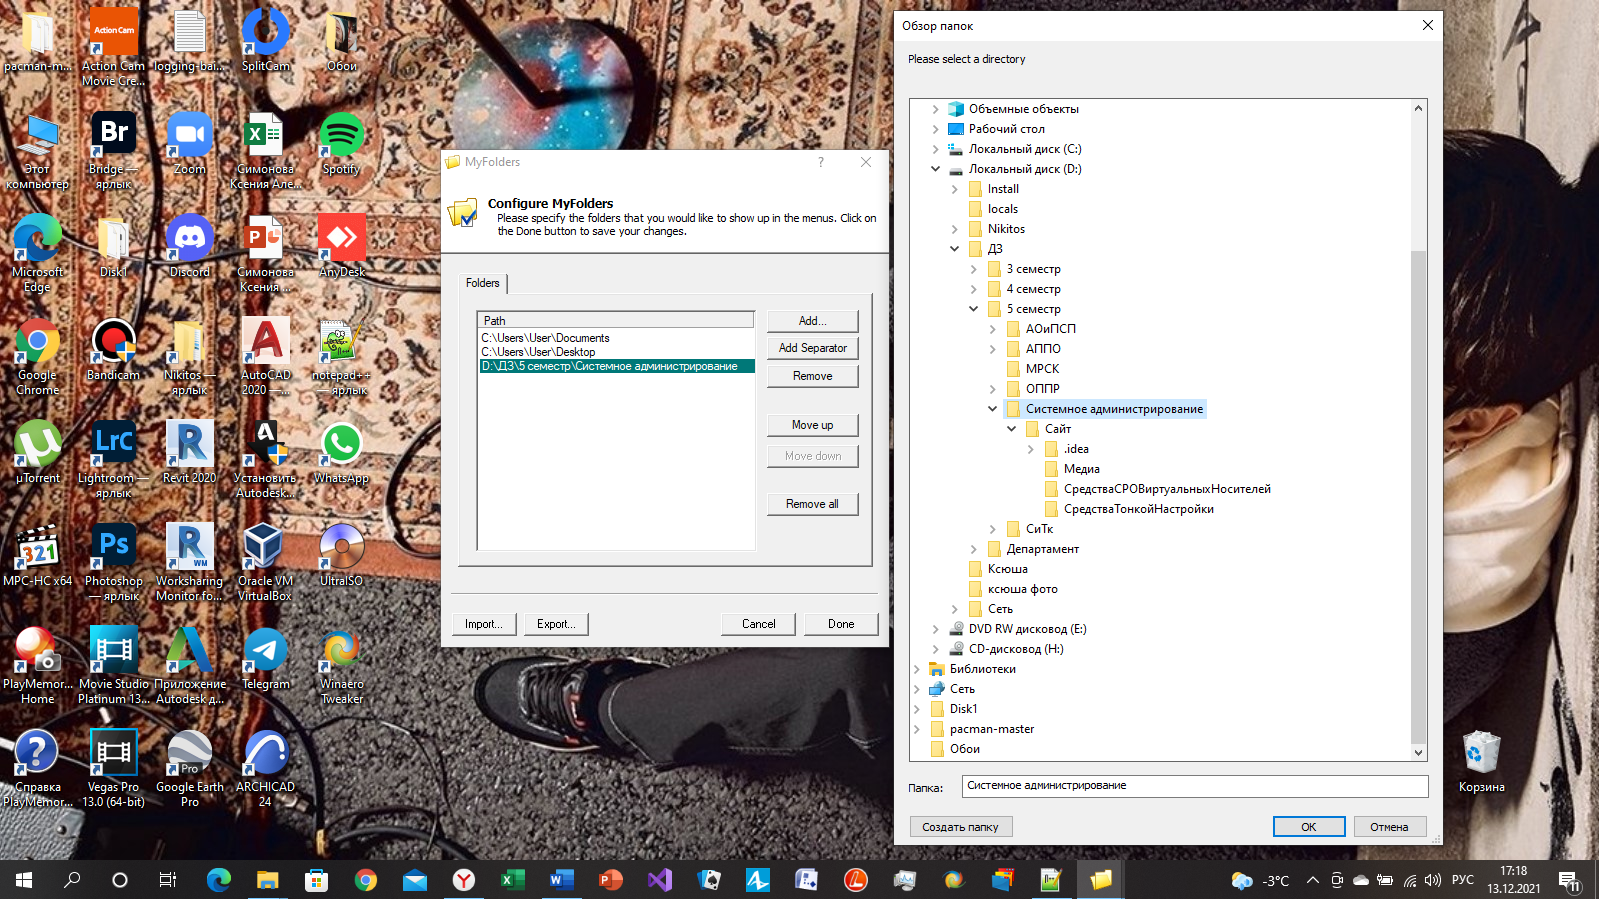 pacman-m...
Action Cam
Action Cam
Movie Cre...
logging-bai...
SplitCam
Обои
Этот
компьютер
Br
Bridge —
ярлык
Zoom
Симонова
Ксения Але...
Spotify
Microsoft
Edge
Disk1
Discord
Симонова
Ксения ...
AnyDesk
Google
Chrome
Bandicam
Nikitos —
ярлык
AutoCAD
2020 —...
notepad++
— ярлык
µTorrent
LrC
Lightroom —
ярлык
Revit 2020
Установить
Autodesk...
WhatsApp
321
MPC-HC x64
Ps
Photoshop
— ярлык
WM
Worksharing
Monitor fo...
Oracle VM
VirtualBox
UltraISO
PlayMemor...
Home
Movie Studio
Platinum 13...
Приложение
Autodesk д...
Telegram
Winaero
Tweaker
Справка
PlayMemor...
Vegas Pro
13.0 (64-bit)
Pro
Google Earth
Pro
ARCHICAD
24
MyFolders
?
Configure MyFolders
Please specify the folders that you would like to show up in the menus. Click on
the Done button to save your changes.
Folders
Path
C:\Users\User\Documents
C:\Users\User\Desktop
D:\ДЗ\5 семестр\Системное администрирование
Add...
Add Separator
Remove
Move up
Move down
Remove all
Import...
Export...
Cancel
Done
Обзор папок
Please select a directory
Объемные объекты
Рабочий стол
Локальный диск (C:)
Локальный диск (D:)
Install
locals
Nikitos
ДЗ
3 семестр
4 семестр
5 семестр
АОиПСП
АППО
МРСК
ОППР
Системное администрирование
Сайт
.idea
Медиа
СредстваСРОВиртуальныхНосителей
СредстваТонкойНастройки
СиТк
Департамент
Ксюша
ксюша фото
Сеть
DVD RW дисковод (E:)
CD-дисковод (H:)
Библиотеки
Сеть
Disk1
pacman-master
Обои
Папка:
Системное администрирование
Создать папку
OK
Отмена
Корзина
-3°C
РУС
17:18
13.12.2021
11